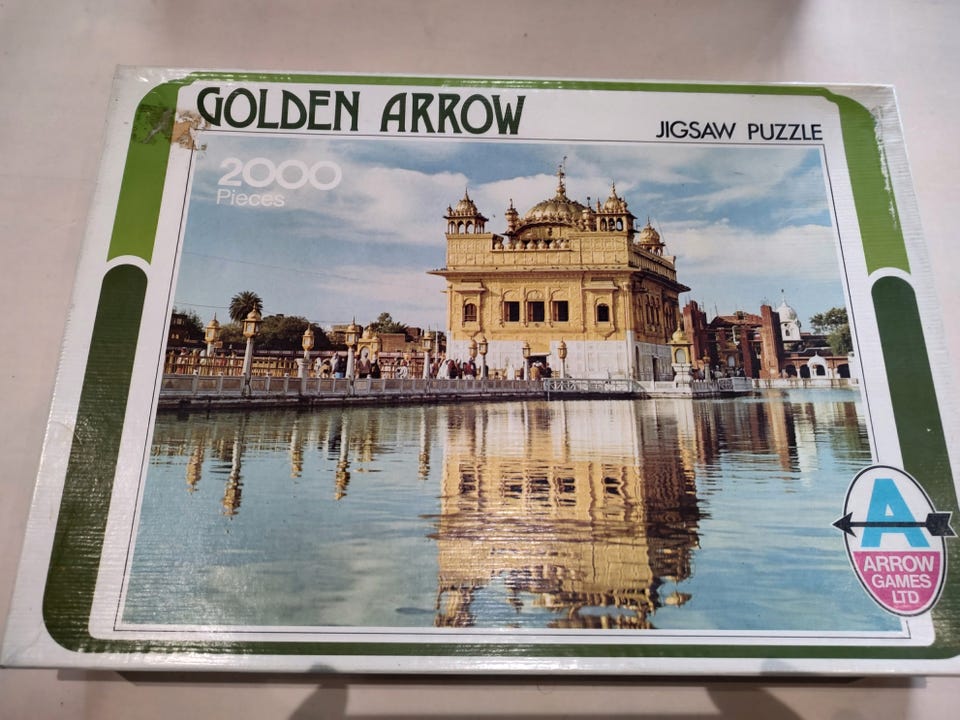 GOLDEN ARROW
JIGSAW PUZZLE
2000
Pieces
A
ARROW
GAMES
LTD